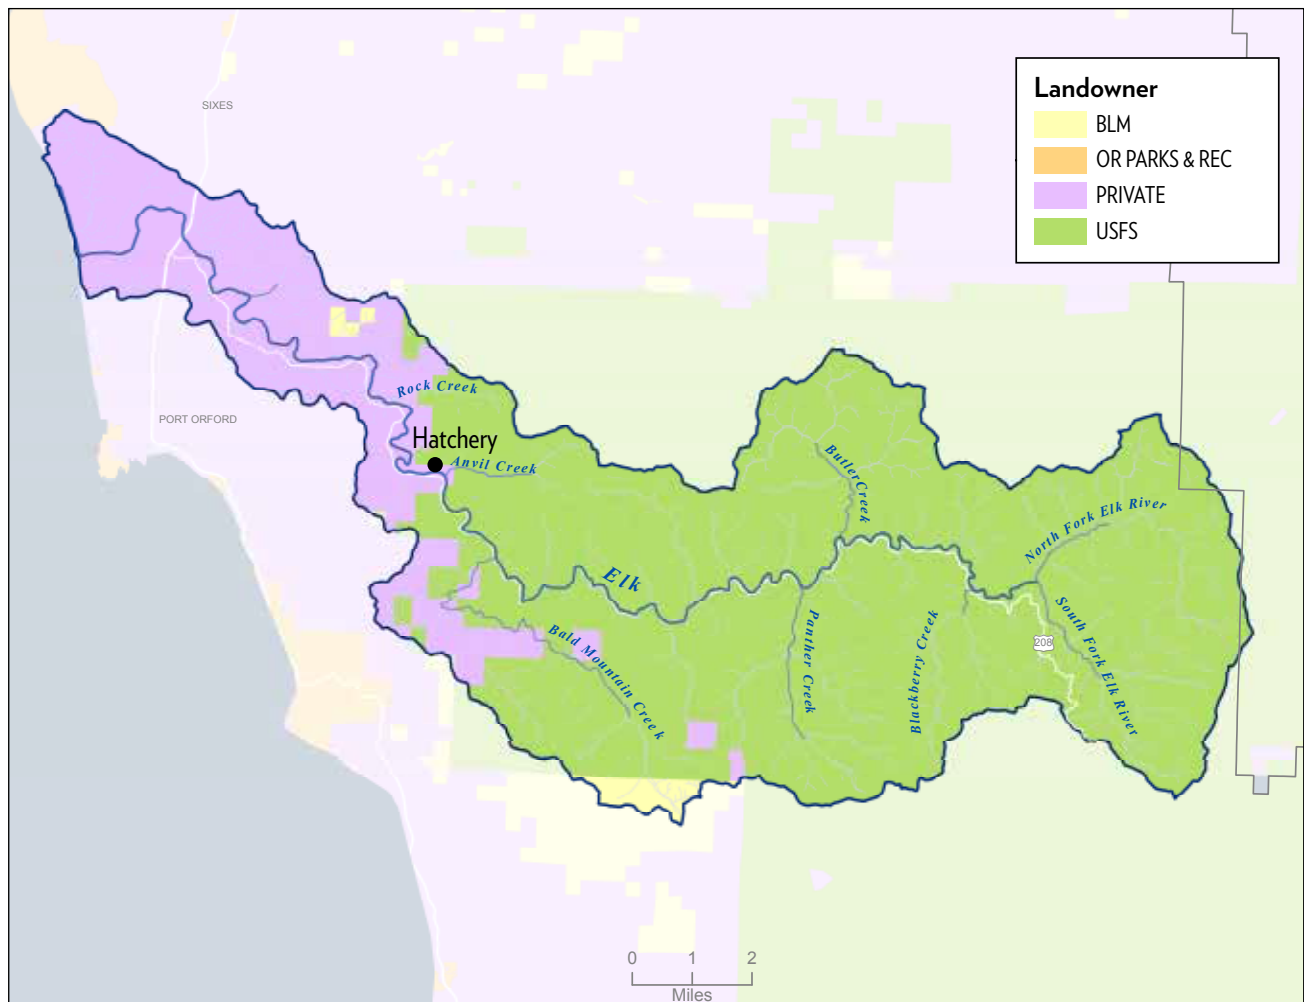 SIXES
Landowner
BLM
OR PARKS & REC
PRIVATE
USFS
Rock Creek
PORT ORFORD
Hatchery
Anvil Creek
Butler Creek
North Fork Elk River
Elk
Panther Creek
Blackberry Creek
South Fork Elk River
208
Bald Mountain Creek
0 1 2
Miles